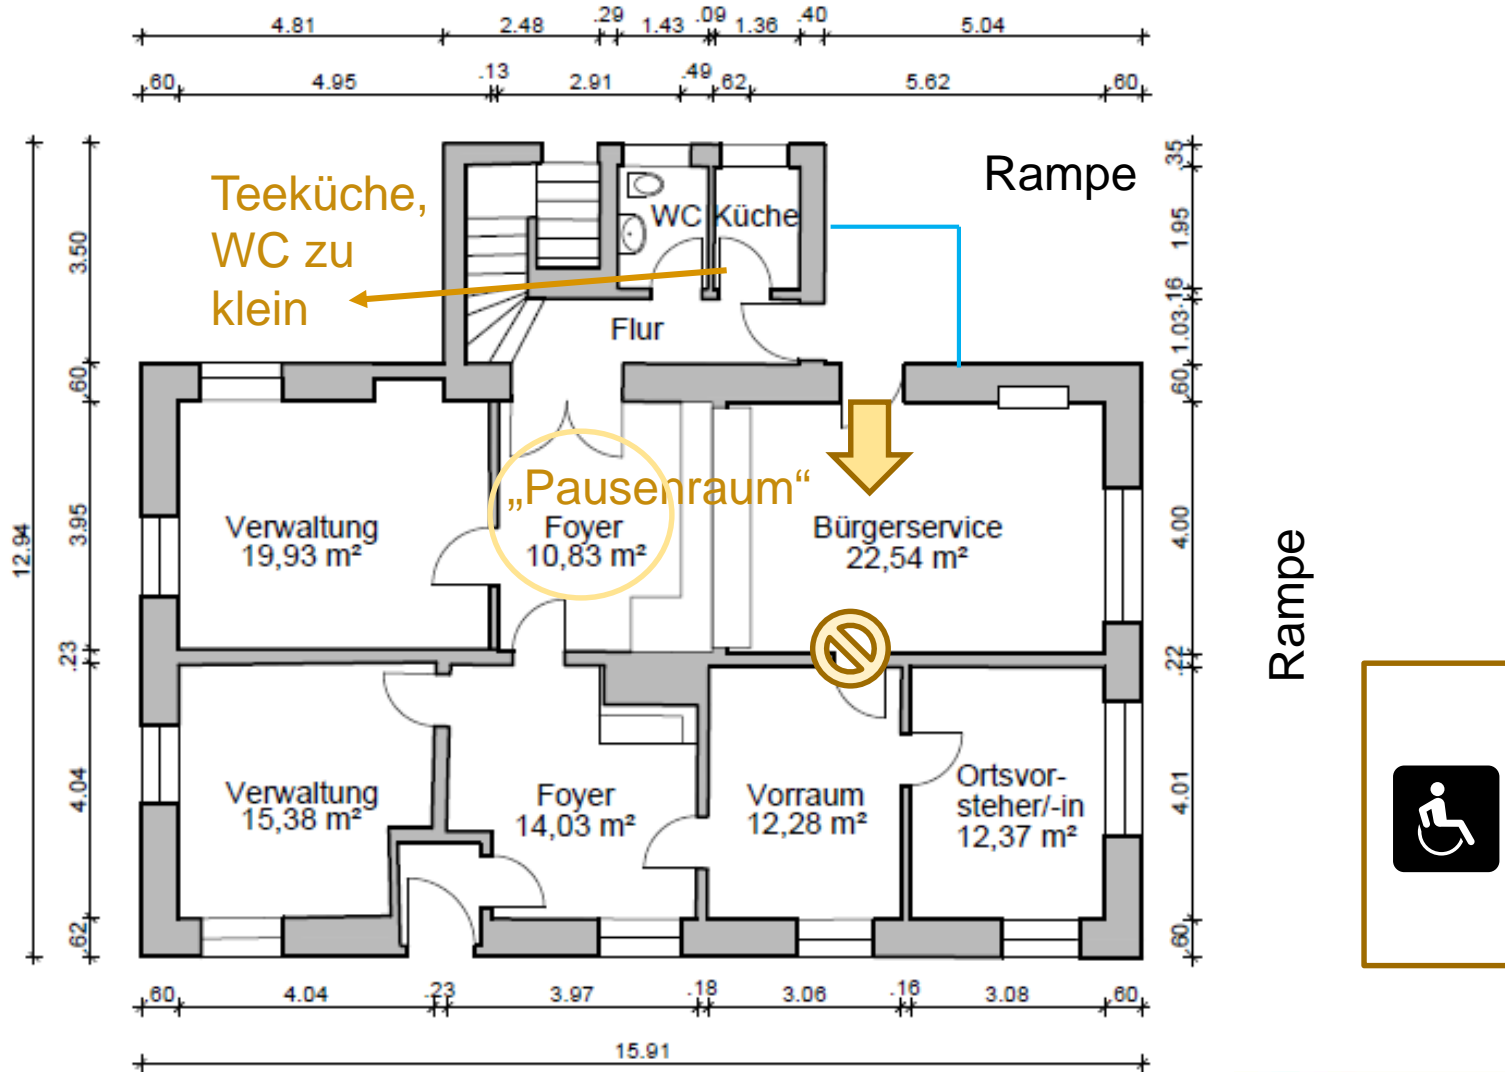 4.81 2.48 .29 1.43 .09 1.36 .40 5.04
.60 4.95 .13 2.91 .49 .62 5.62 .60
Rampe
Teeküche,
WC zu
klein
WC Küche
Flur
„Pausenraum“
Verwaltung
19,93 m²
Foyer
10,83 m²
Bürgerservice
22,54 m²
Rampe
Verwaltung
15,38 m²
Foyer
14,03 m²
Vorraum
12,28 m²
Ortsvor-
steher/-in
12,37 m²
12.94
3.50
.60
3.95
.23
4.04
.62
.35
1.95
.16
1.03
.60
4.00
.22
4.01
.60
.60 4.04 .23 3.97 .18 3.06 .16 3.08 .60
15.91